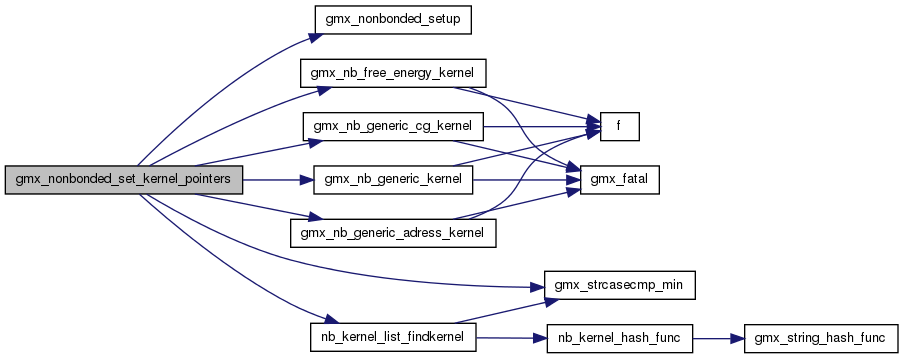 gmx_nonbonded_setup
gmx_nb_free_energy_kernel
gmx_nb_generic_cg_kernel
f
gmx_nonbonded_set_kernel_pointers
gmx_nb_generic_kernel
gmx_fatal
gmx_nb_generic_adress_kernel
gmx_strcasecmp_min
nb_kernel_list_findkernel
nb_kernel_hash_func
gmx_string_hash_func